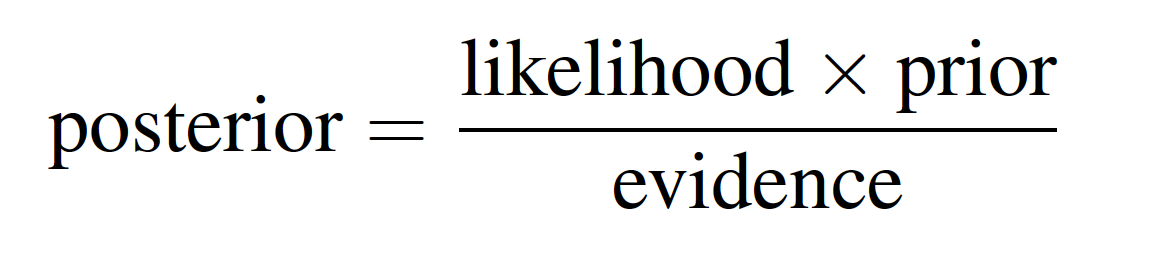 posterior = likelihood × prior
evidence